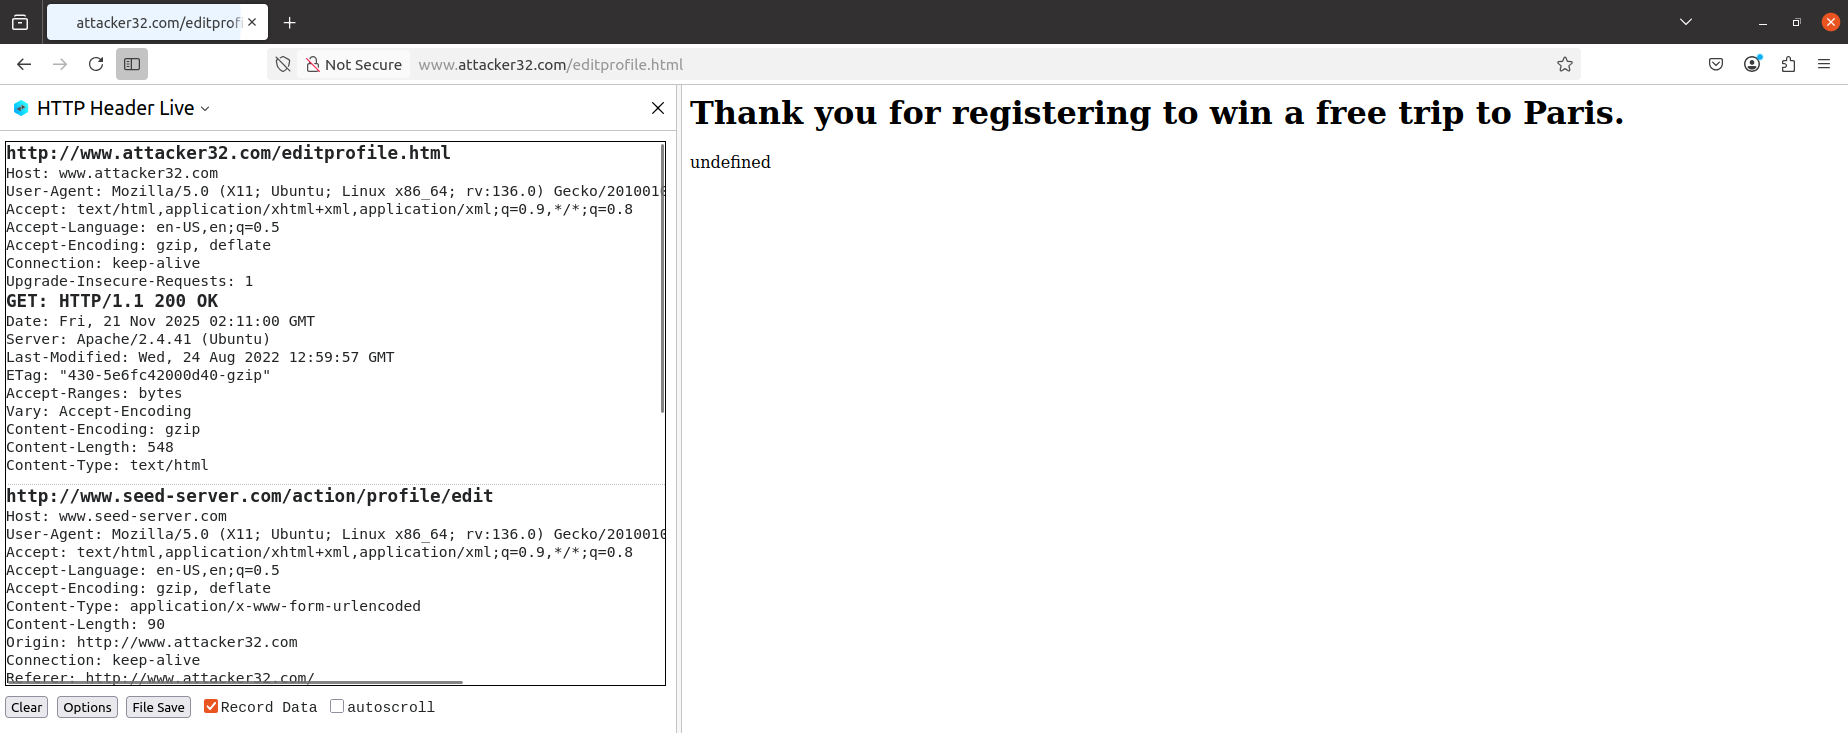 attacker32.com/editprof
Not Secure
www.attacker32.com/editprofile.html
HTTP Header Live
http://www.attacker32.com/editprofile.html
Host: www.attacker32.com
User-Agent: Mozilla/5.0 (X11; Ubuntu; Linux x86_64; rv:136.0) Gecko/2010010
Accept: text/html,application/xhtml+xml,application/xml;q=0.9,*/*;q=0.8
Accept-Language: en-US,en;q=0.5
Accept-Encoding: gzip, deflate
Connection: keep-alive
Upgrade-Insecure-Requests: 1
GET: HTTP/1.1 200 OK
Date: Fri, 21 Nov 2025 02:11:00 GMT
Server: Apache/2.4.41 (Ubuntu)
Last-Modified: Wed, 24 Aug 2022 12:59:57 GMT
ETag: "430-5e6fc42000d40-gzip"
Accept-Ranges: bytes
Vary: Accept-Encoding
Content-Encoding: gzip
Content-Length: 548
Content-Type: text/html
http://www.seed-server.com/action/profile/edit
Host: www.seed-server.com
User-Agent: Mozilla/5.0 (X11; Ubuntu; Linux x86_64; rv:136.0) Gecko/2010010
Accept: text/html,application/xhtml+xml,application/xml;q=0.9,*/*;q=0.8
Accept-Language: en-US,en;q=0.5
Accept-Encoding: gzip, deflate
Content-Type: application/x-www-form-urlencoded
Content-Length: 90
Origin: http://www.attacker32.com
Connection: keep-alive
Referer: http://www.attacker32.com/
Clear Options File Save Record Data autoscroll
Thank you for registering to win a free trip to Paris.
undefined